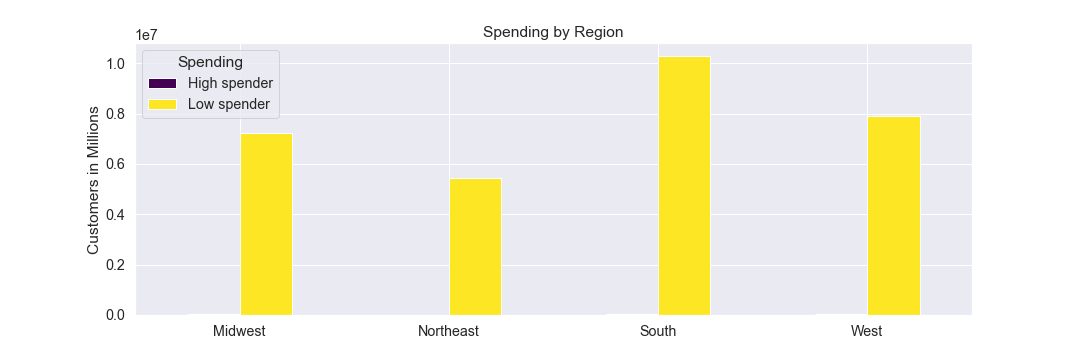 Spending by Region
1e7
Spending
High spender
Low spender
Customers in Millions
1.0
0.8
0.6
0.4
0.2
0.0
Midwest
Northeast
South
West